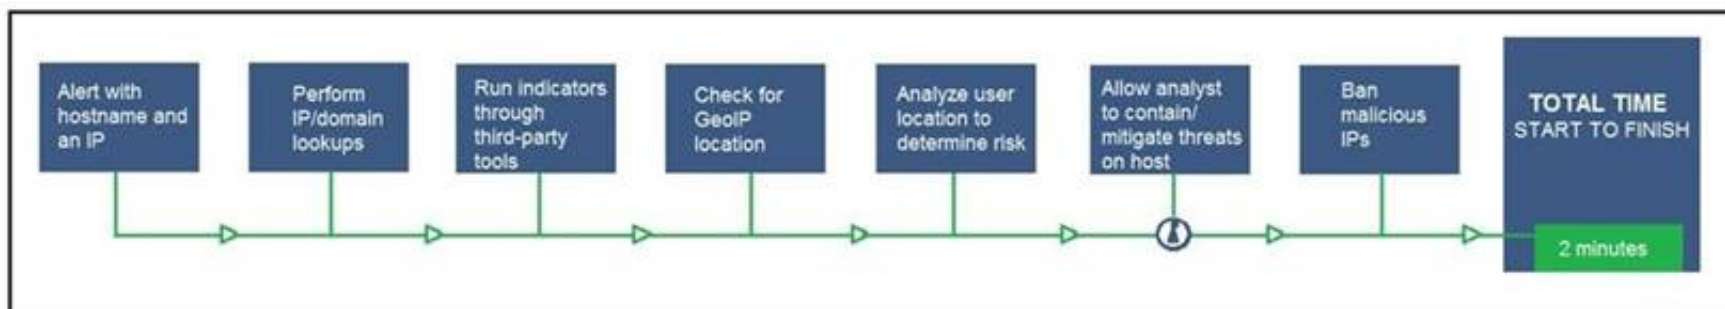 Alert with
hostname and
an IP
Perform
IP/domain
lookups
Run indicators
through
third-party
tools
Check for
GeoIP
location
Analyze user
location to
determine risk
Allow analyst
to contain/
mitigate threats
on host
Ban
malicious
IPs
TOTAL TIME
START TO FINISH
2 minutes